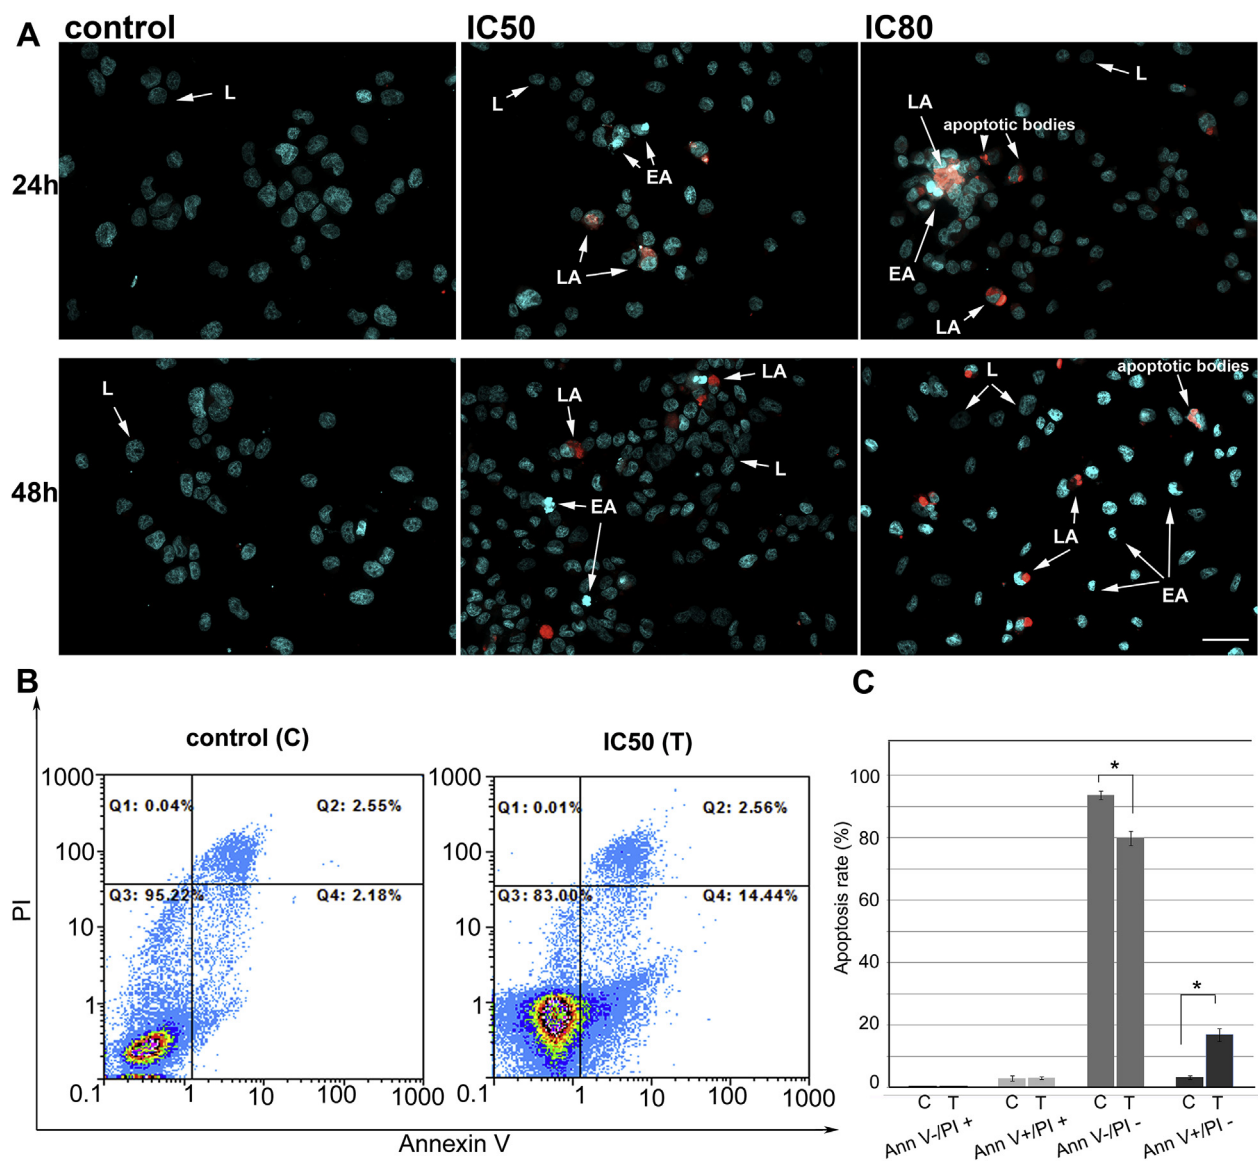 A
control IC50 IC80
24h
L
L
EA
LA
L
LA
apoptotic bodies
EA
LA
48h
L
LA
LA
L
EA
L
apoptotic bodies
LA
EA
B
control (C) IC50 (T)
PI
1000
100
10
1
0.1 1 10 100 1000
Q1: 0.04% Q2: 2.55%
Q3: 95.22% Q4: 2.18%
1000
100
10
1
0.1 1 10 100 1000
Q1: 0.01% Q2: 2.56%
Q3: 83.00% Q4: 14.44%
Annexin V
C
Apoptosis rate (%)
100
80
60
40
20
0
*
*
C T C T C T C T
Ann V-/PI +
Ann V+/PI +
Ann V-/PI -
Ann V+/PI -